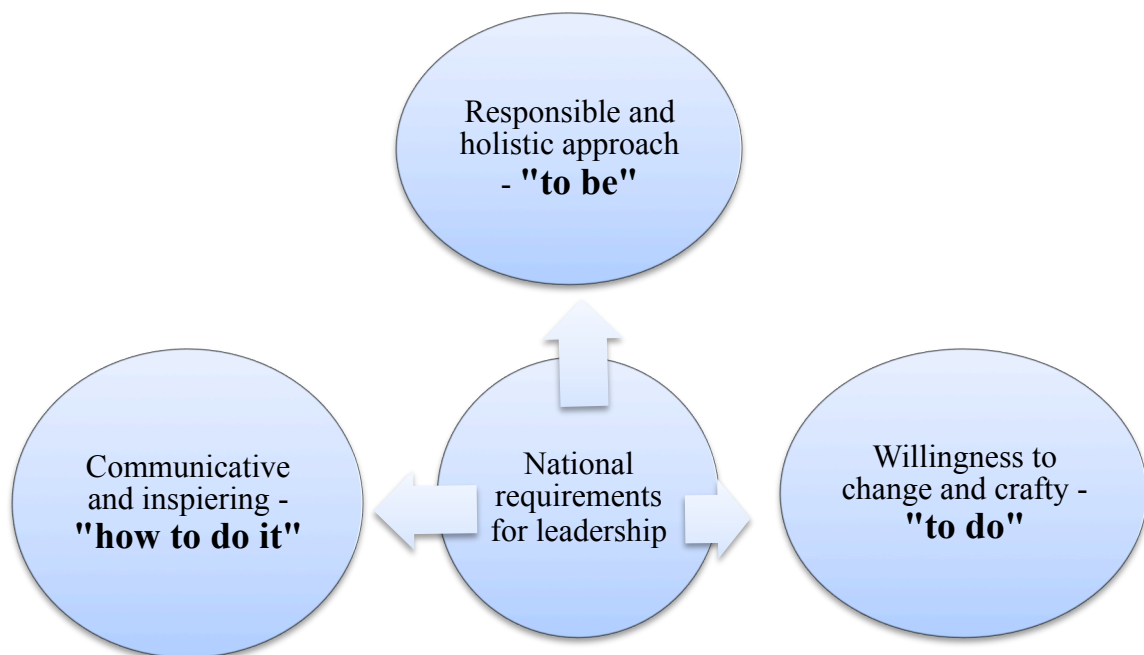 Responsible and
holistic approach
- "to be"
Communicative
and inspiering -
"how to do it"
National
requirements
for leadership
Willingness to
change and crafty -
"to do"